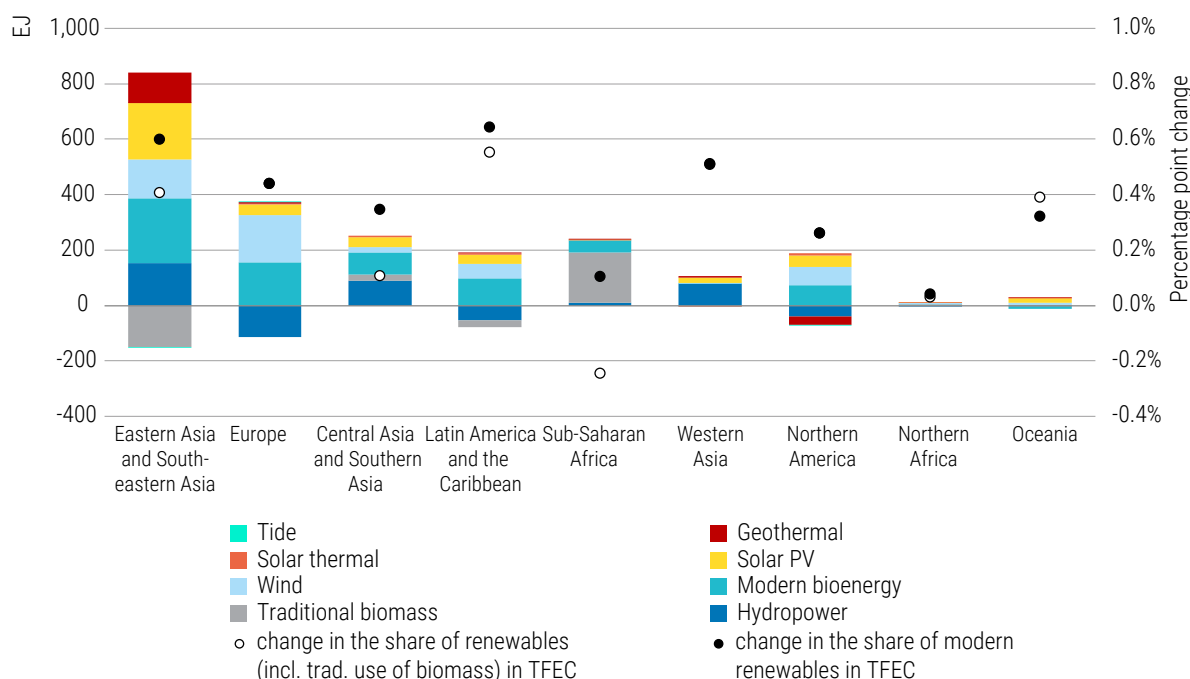 EJ
1,000
800
600
400
200
0
-200
-400
1.0%
0.8%
0.6%
0.4%
0.2%
0.0%
-0.2%
-0.4%
Percentage point change
Eastern Asia
and South-
eastern Asia
Europe
Central Asia
and Southern
Asia
Latin America
and the
Caribbean
Sub-Saharan
Africa
Western
Asia
Northern
America
Northern
Africa
Oceania
Tide
Solar thermal
Wind
Traditional biomass
change in the share of renewables
(incl. trad. use of biomass) in TFEC
Geothermal
Solar PV
Modern bioenergy
Hydropower
change in the share of modern
renewables in TFEC